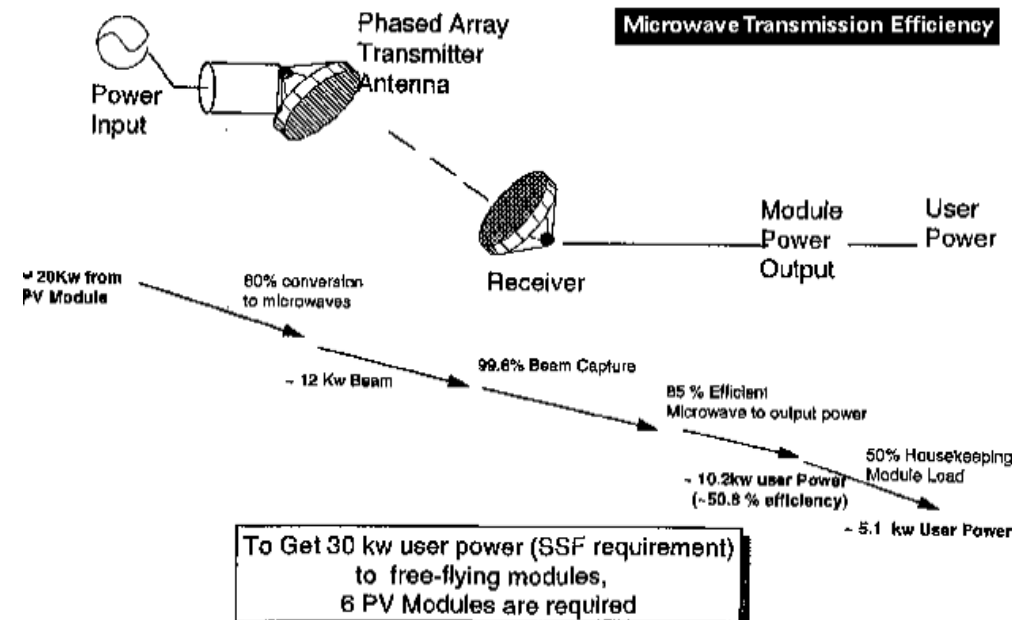 Microwave Transmission Efficiency
Phased Array
Transmitter
Antenna
Power
Input
Receiver
Module
Power
Output
User
Power
20Kw from
PV Module
60% conversion
to microwaves
~ 12 Kw Beam
99.6% Beam Capture
85 % Efficient
Microwave to output power
~ 10.2kw user Power
(~50.8 % efficiency)
50% Housekeeping
Module Load
~ 5.1 kw User Power
To Get 30 kw user power (SSF requirement)
to free-flying modules,
6 PV Modules are required